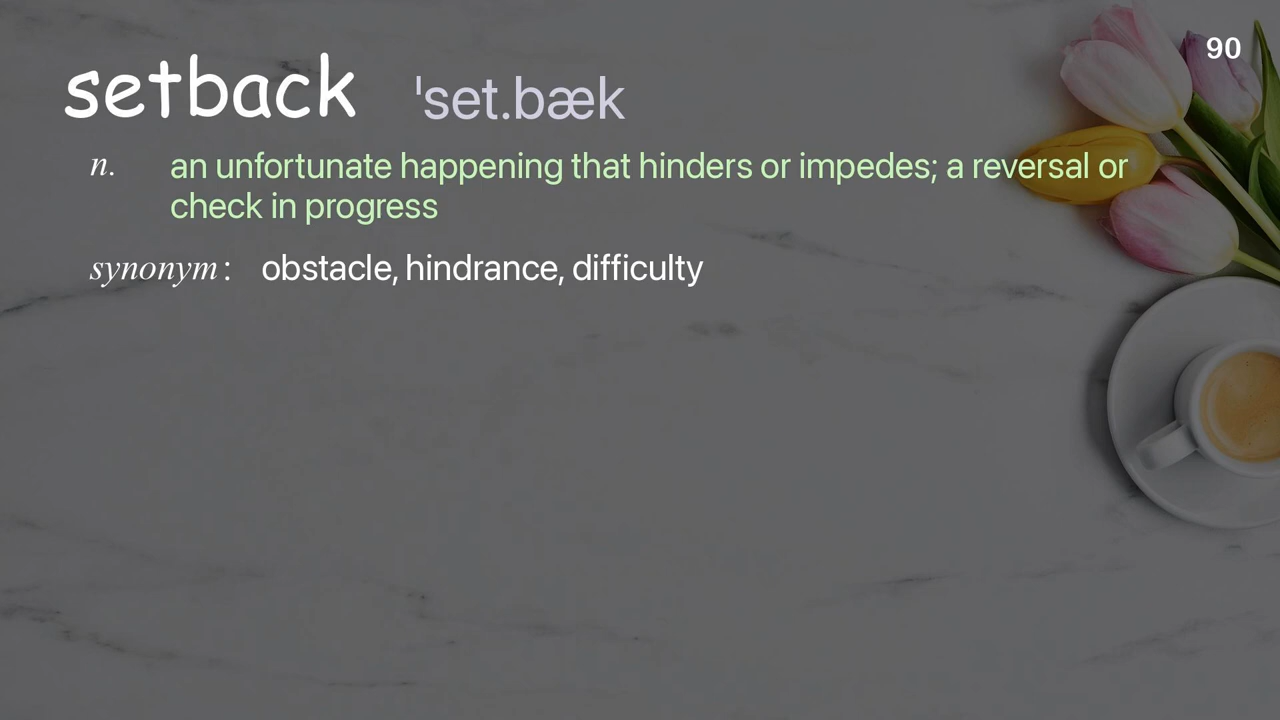 90
setback ˈset.bæk
n. an unfortunate happening that hinders or impedes; a reversal or
check in progress
synonym: obstacle, hindrance, difficulty